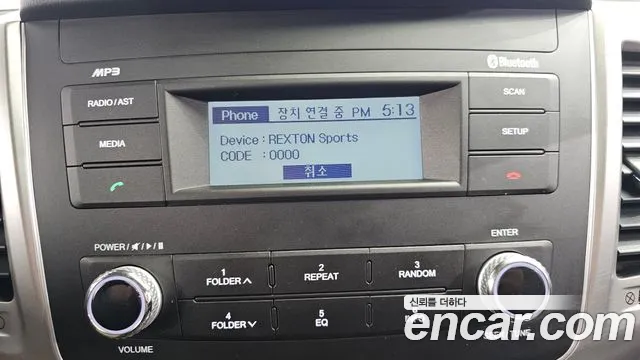 MP3
Bluetooth
RADIO / AST
Phone 장치 연결 중 PM 5:13
SCAN
MEDIA
Device : REXTON Sports
SETUP
CODE : 0000
취소
POWER /
ENTER
1
FOLDER
2
REPEAT
3
RANDOM
4
FOLDER
5
EQ
신뢰를 더하다
encar.com
VOLUME